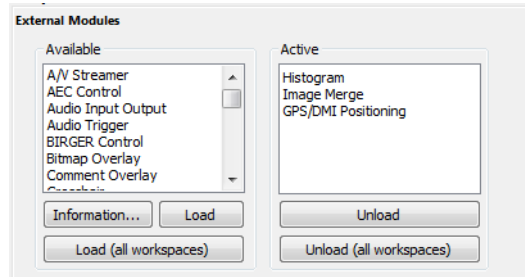 External Modules
Available
A/V Streamer
AEC Control
Audio Input Output
Audio Trigger
BIRGER Control
Bitmap Overlay
Comment Overlay
Information...
Load
Load (all workspaces)
Active
Histogram
Image Merge
GPS/DMI Positioning
Unload
Unload (all workspaces)